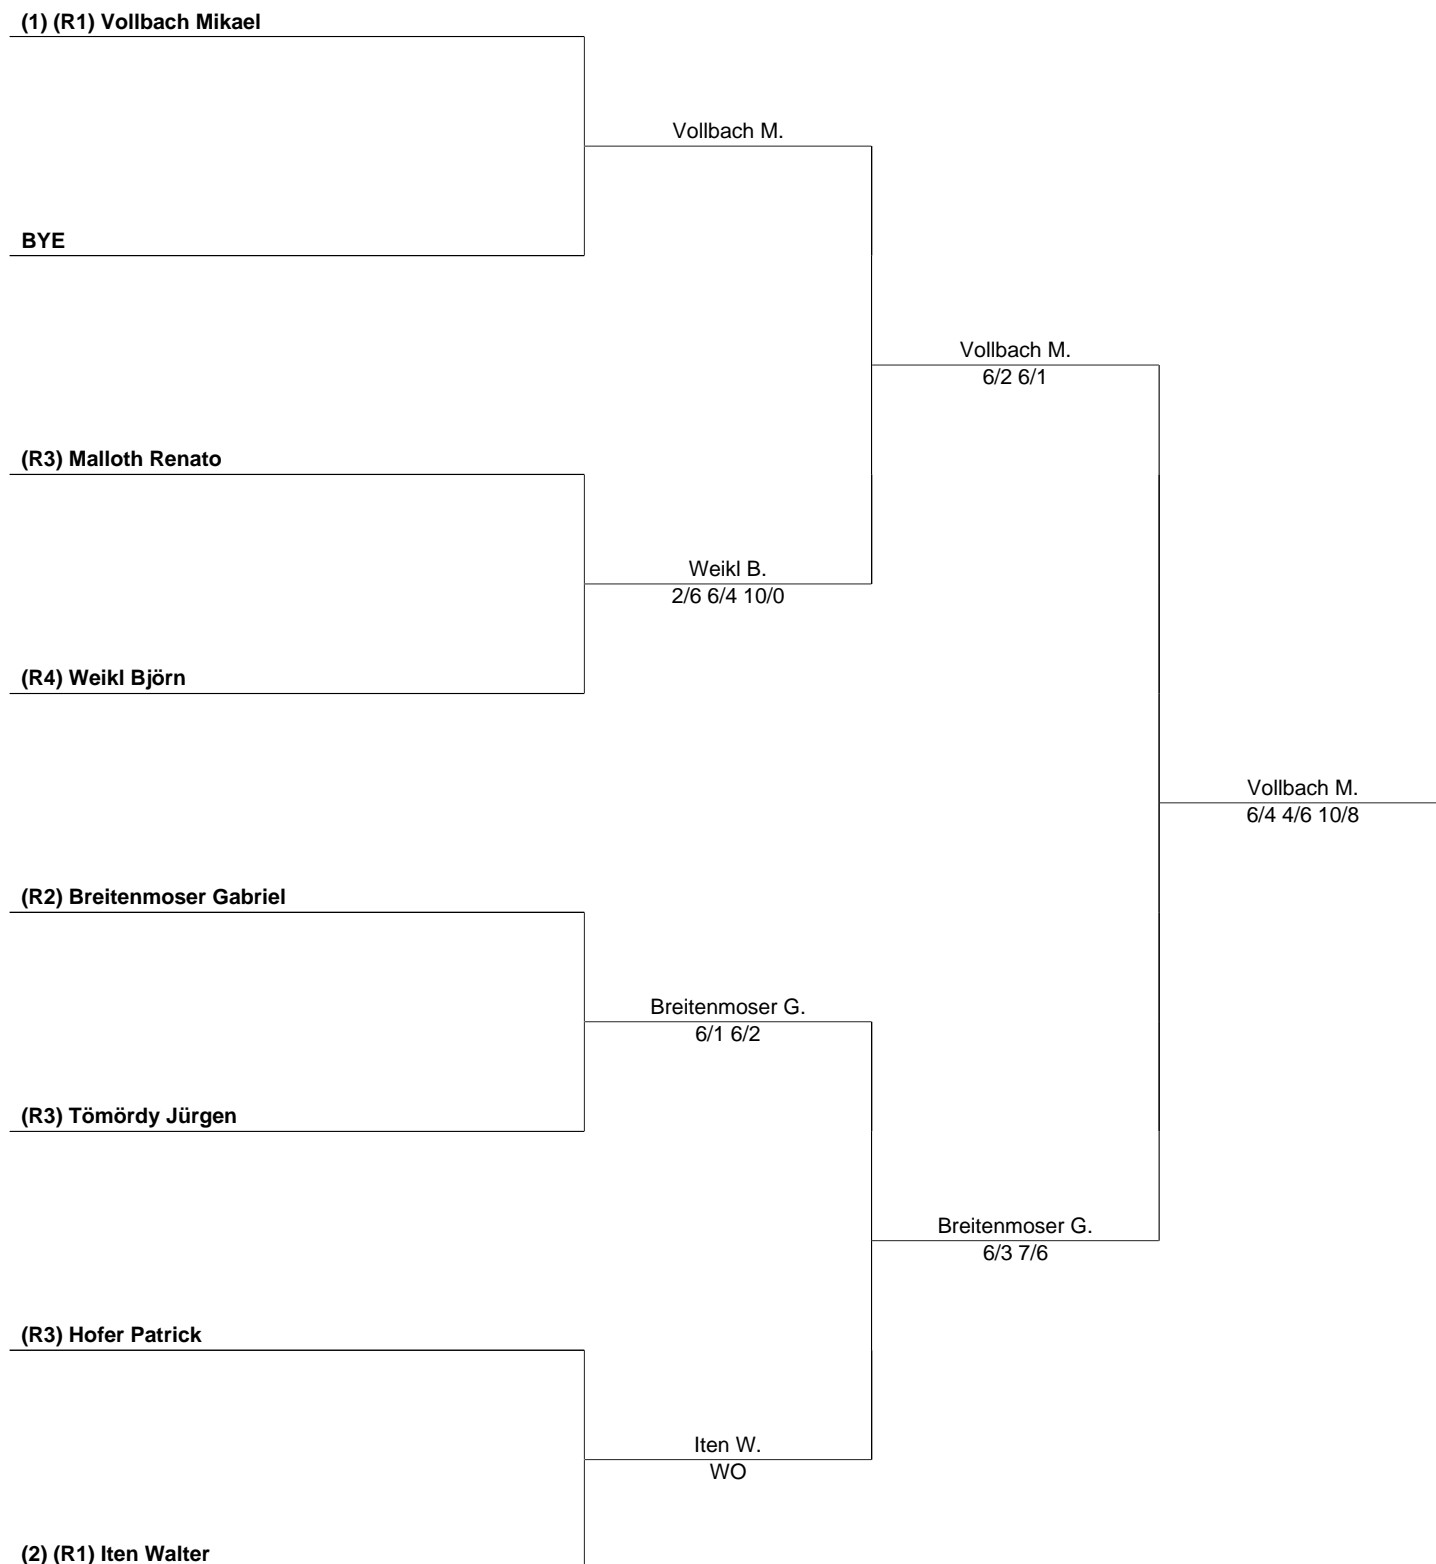 (1) (R1) Vollbach Mikael
Vollbach M.
BYE
Vollbach M.
6/2 6/1
(R3) Malloth Renato
Weikl B.
2/6 6/4 10/0
(R4) Weikl Björn
Vollbach M.
6/4 4/6 10/8
(R2) Breitenmoser Gabriel
Breitenmoser G.
6/1 6/2
(R3) Tömördy Jürgen
Breitenmoser G.
6/3 7/6
(R3) Hofer Patrick
Iten W.
WO
(2) (R1) Iten Walter